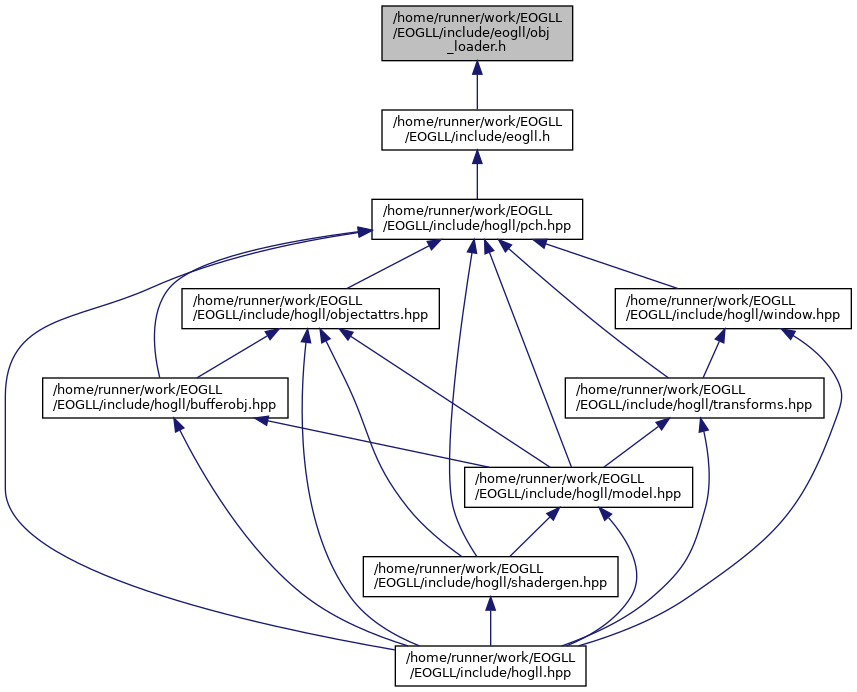 /home/runner/work/EOGLL
/EOGLL/include/eogll/obj
_loader.h
/home/runner/work/EOGLL
/EOGLL/include/eogll.h
/home/runner/work/EOGLL
/EOGLL/include/hogll/pch.hpp
/home/runner/work/EOGLL
/EOGLL/include/hogll/objectattrs.hpp
/home/runner/work/EOGLL
/EOGLL/include/hogll/window.hpp
/home/runner/work/EOGLL
/EOGLL/include/hogll/bufferobj.hpp
/home/runner/work/EOGLL
/EOGLL/include/hogll/transforms.hpp
/home/runner/work/EOGLL
/EOGLL/include/hogll/model.hpp
/home/runner/work/EOGLL
/EOGLL/include/hogll/shadergen.hpp
/home/runner/work/EOGLL
/EOGLL/include/hogll.hpp